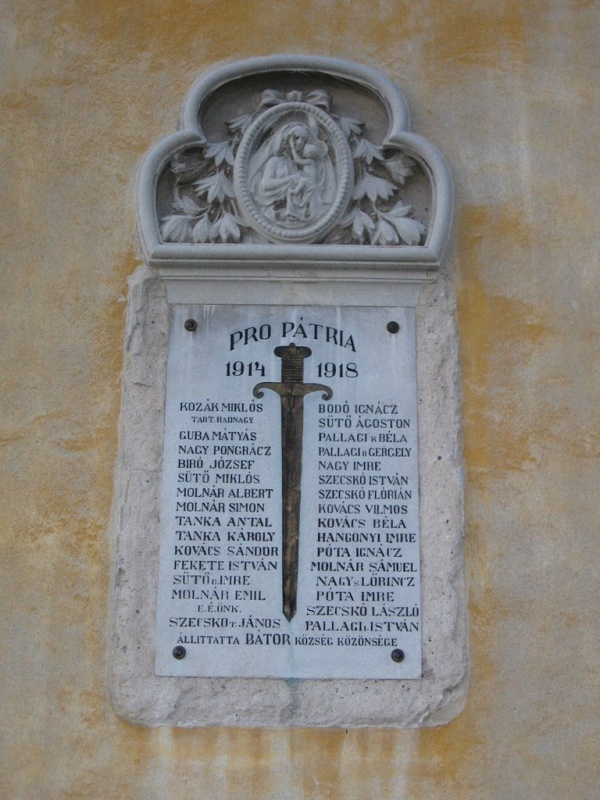 PRO PÁTRIA
1914 1918
KOZÁK MIKLÓS
TART. HADNAGY
GUBA MÁTYÁS
NAGY PONGRÁCZ
BIRÓ JÓZSEF
SÜTŐ MIKLÓS
MOLNÁR ALBERT
MOLNÁR SIMON
TANKA ANTAL
TANKA KÁROLY
KOVÁCS SÁNDOR
FEKETE ISTVÁN
SÜTŐ B. IMRE
MOLNÁR EMIL
E.É.ÖNK.
SZECSKÓ T. JÁNOS
BODÓ IGNÁCZ
SÜTŐ ÁGOSTON
PALLAGI K BÉLA
PALLAGI GERGELY
NAGY IMRE
SZECSKÓ ISTVÁN
SZECSKÓ FLÓRIÁN
KOVÁCS VILMOS
KOVÁCS BÉLA
HANGONYI IMRE
PÓTA IGNÁCZ
MOLNÁR SÁMUEL
NAGY S. LŐRINCZ
PÓTA IMRE
SZECSKÓ LÁSZLÓ
PALLAGI ISTVÁN
ÁLLITTATTA BÁTOR KÖZSÉG KÖZÖNSÉGE